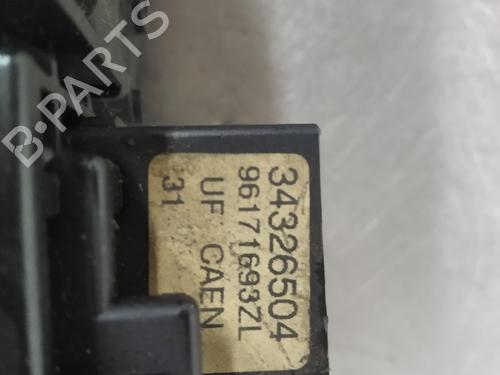 B-PARTS
34326504
96171693ZL
UF CAEN
31